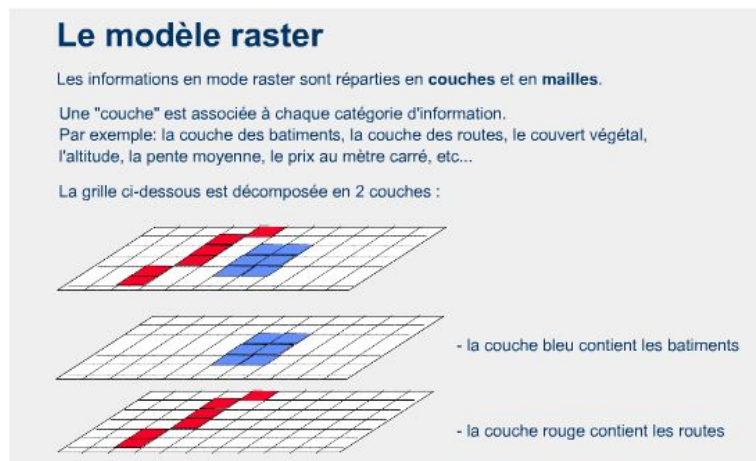 Le modèle raster
Les informations en mode raster sont réparties en couches et en mailles.
Une "couche" est associée à chaque catégorie d'information.
Par exemple: la couche des batiments, la couche des routes, le couvert végétal,
l'altitude, la pente moyenne, le prix au mètre carré, etc...
La grille ci-dessous est décomposée en 2 couches :
- la couche bleu contient les batiments
- la couche rouge contient les routes